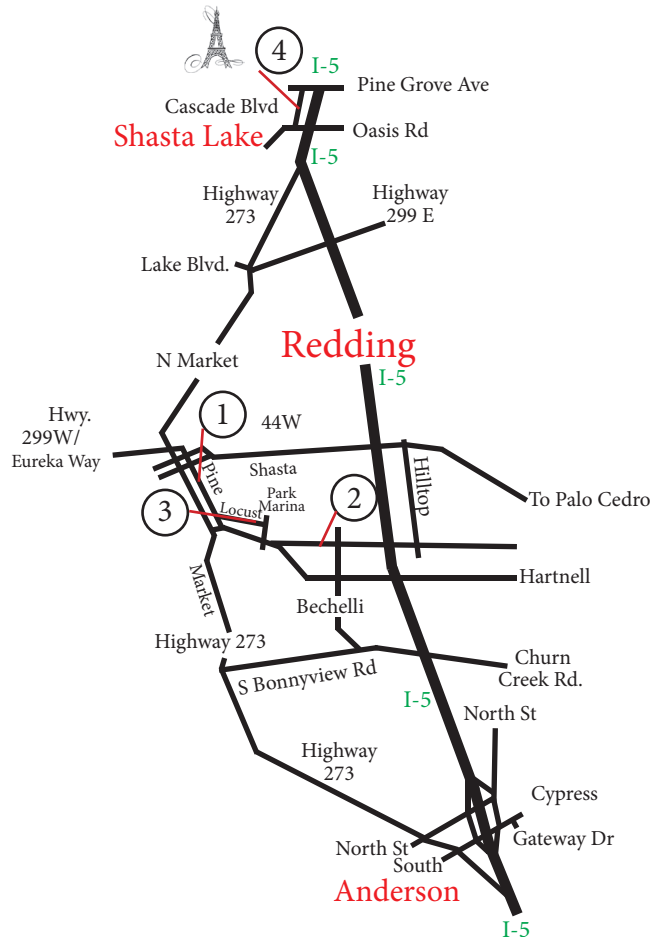 4
I-5
Pine Grove Ave
Cascade Blvd
Shasta Lake
Oasis Rd
I-5
Highway
273
Highway
299 E
Lake Blvd.
Redding
N Market
I-5
1
44W
Hwy.
299W/
Eureka Way
Pine
Shasta
Hilltop
To Palo Cedro
Park
Marina
2
3
Locust
Market
Hartnell
Bechelli
Highway 273
S Bonnyview Rd
Churn
Creek Rd.
I-5
North St
Highway
273
Cypress
Gateway Dr
North St
South
Anderson
I-5